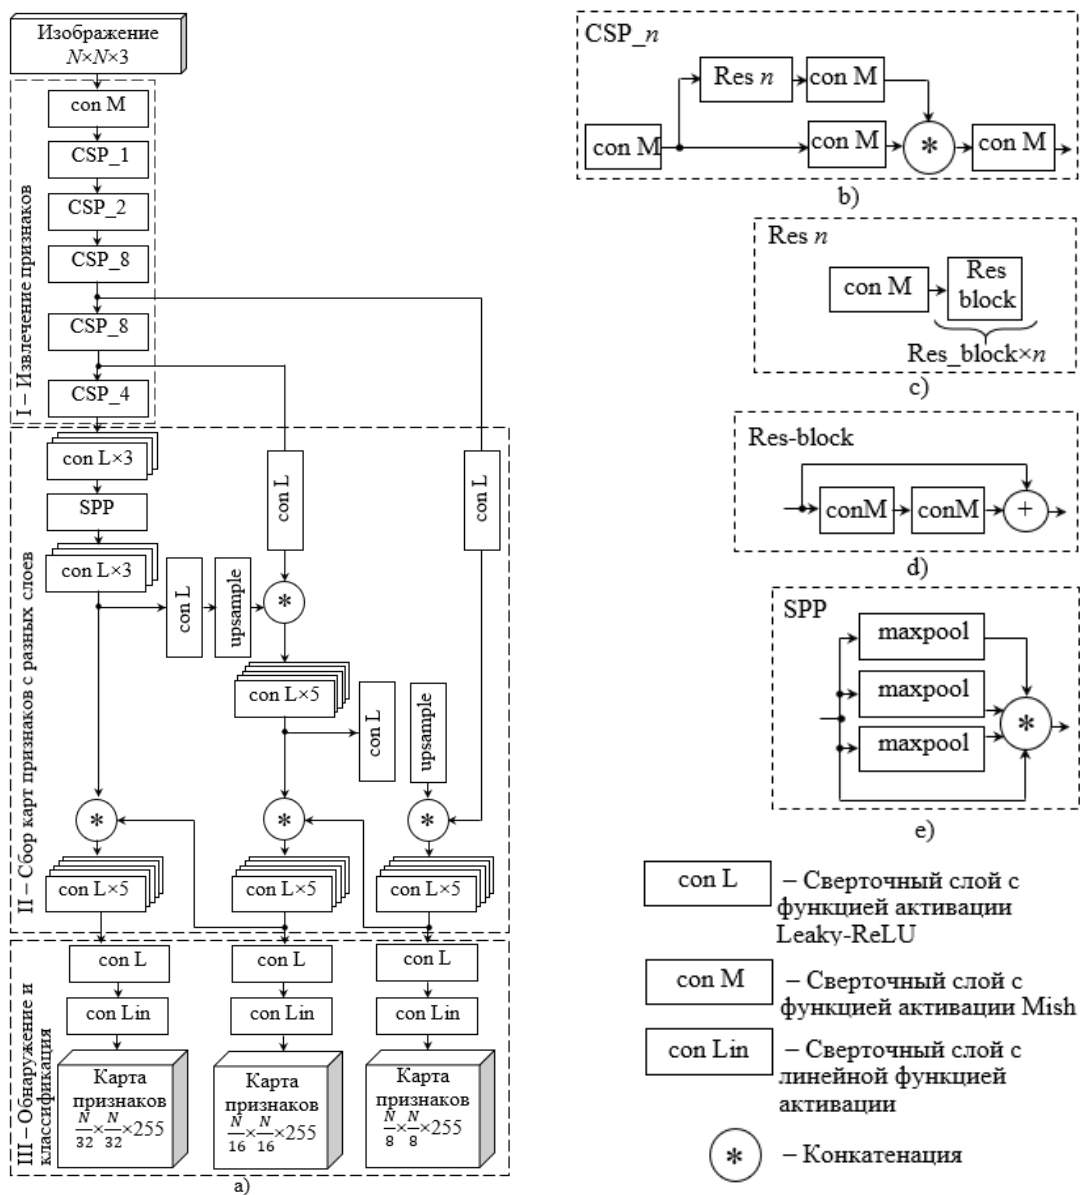 Изображение
N×N×3
I – Извлечение признаков
con M
CSP_1
CSP_2
CSP_8
CSP_8
CSP_4
II – Сбор карт признаков с разных слоев
con L×3
SPP
con L×3
con L
upsample
con L
*
con L
con L×5
con L
upsample
*
*
*
con L×5
con L×5
con L×5
III – Обнаружение и
классификация
con L
con L
con L
con Lin
con Lin
con Lin
Карта
признаков
N/32×N/32×255
Карта
признаков
N/16×N/16×255
Карта
признаков
N/8×N/8×255
a)
CSP_n
Res n
con M
con M
con M
*
con M
b)
Res n
con M
Res
block
Res_block×n
c)
Res-block
conM
conM
+
d)
SPP
maxpool
maxpool
maxpool
*
e)
con L
– Сверточный слой с
функцией активации
Leaky-ReLU
con M
– Сверточный слой с
функцией активации Mish
con Lin
– Сверточный слой с
линейной функцией
активации
*
– Конкатенация